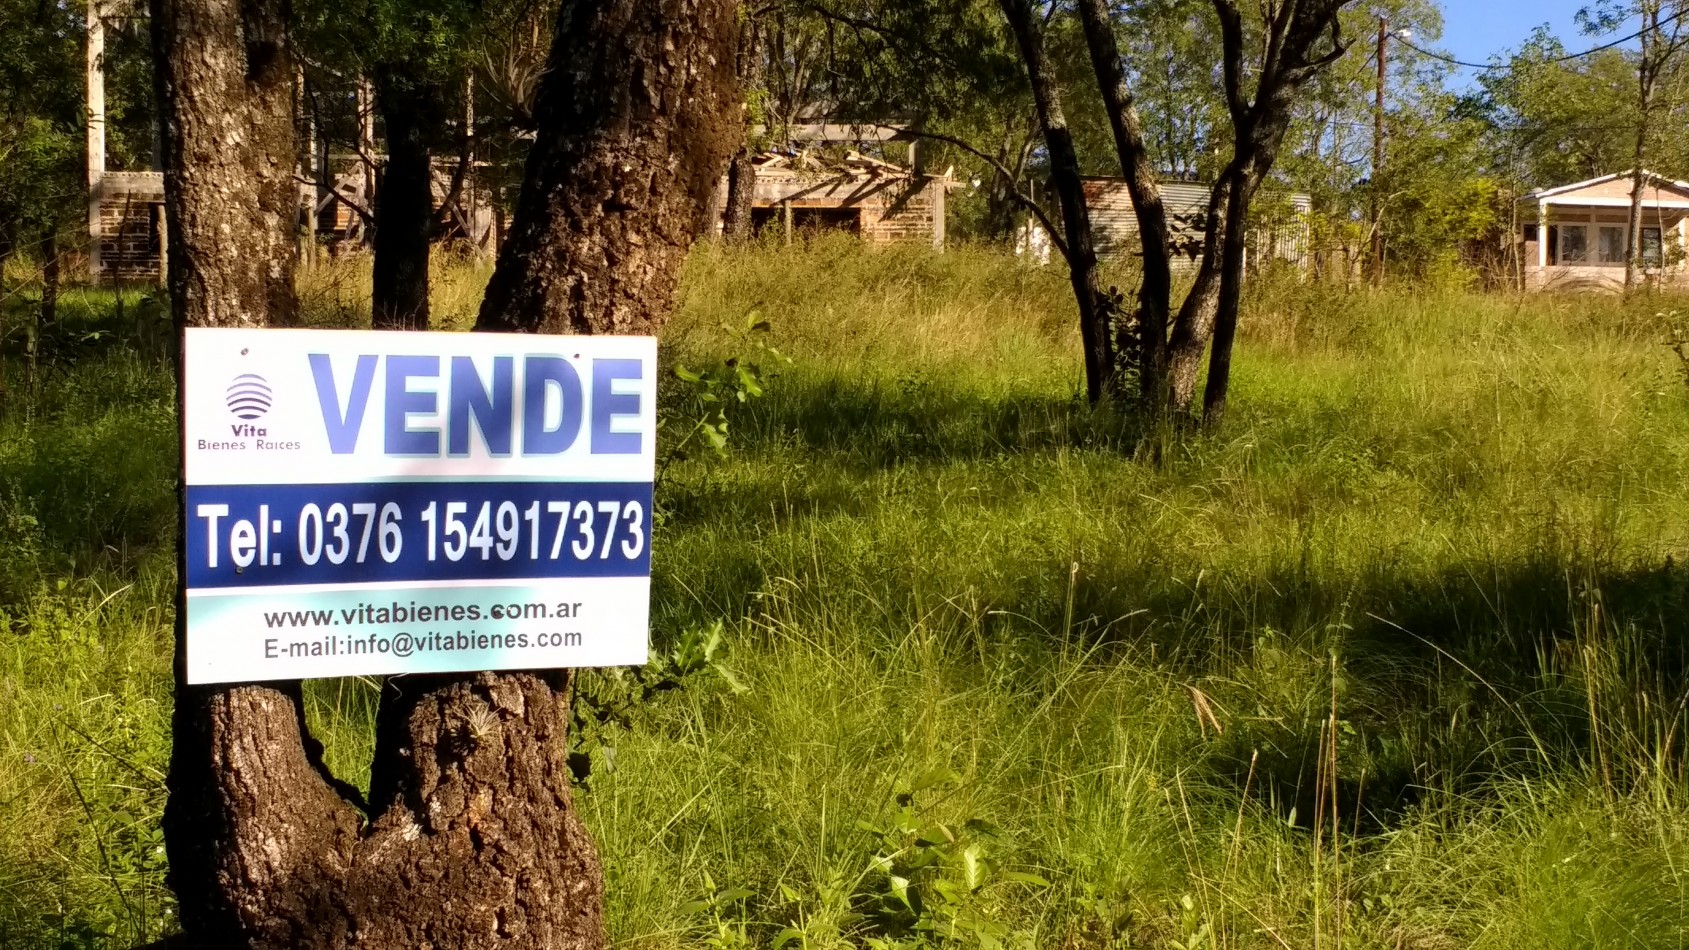 VENDE
Vita
Bienes Raices
Tel: 0376 154917373
www.vitabienes.com.ar
E-mail:info@vitabienes.com